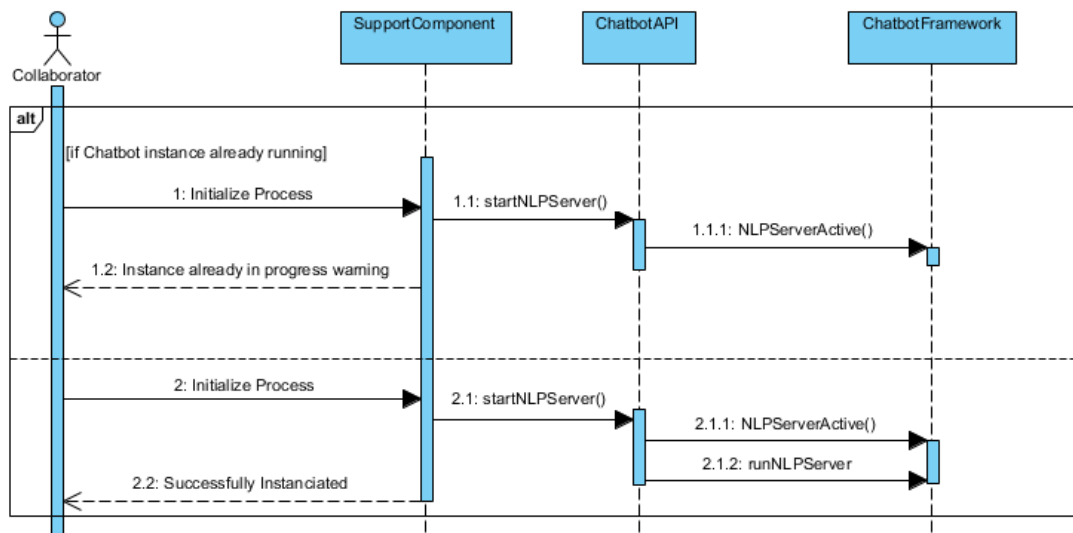 SupportComponent
ChatbotAPI
ChatbotFramework
Collaborator
alt
[if Chatbot instance already running]
1: Initialize Process
1.1: startNLPServer()
1.1.1: NLPServerActive()
1.2: Instance already in progress warning
2: Initialize Process
2.1: startNLPServer()
2.1.1: NLPServerActive()
2.1.2: runNLPServer
2.2: Successfully Instanciated